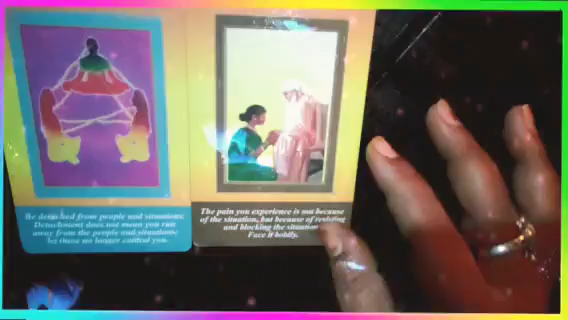 Be detached from people and situations.
Detachment does not mean you run
away from the people and situations;
let these no longer control you.
The pain you experience is not because
of the situation, but because of resisting
and blocking the situation
Face it boldly.